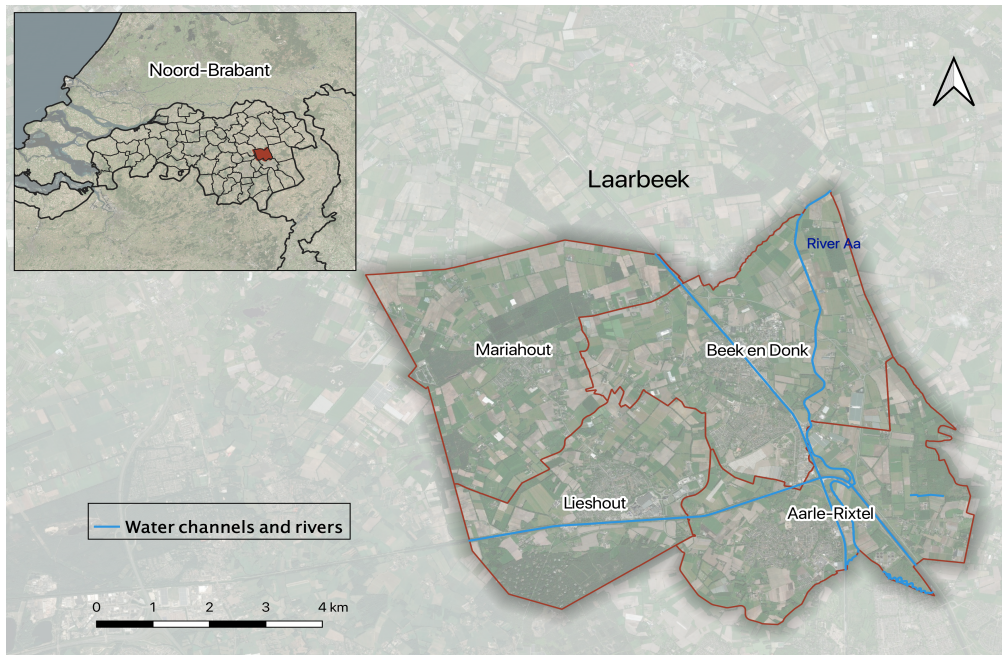 Noord-Brabant
Laarbeek
River Aa
Mariahout
Beek en Donk
Lieshout
Aarle-Rixtel
Water channels and rivers
0 1 2 3 4 km